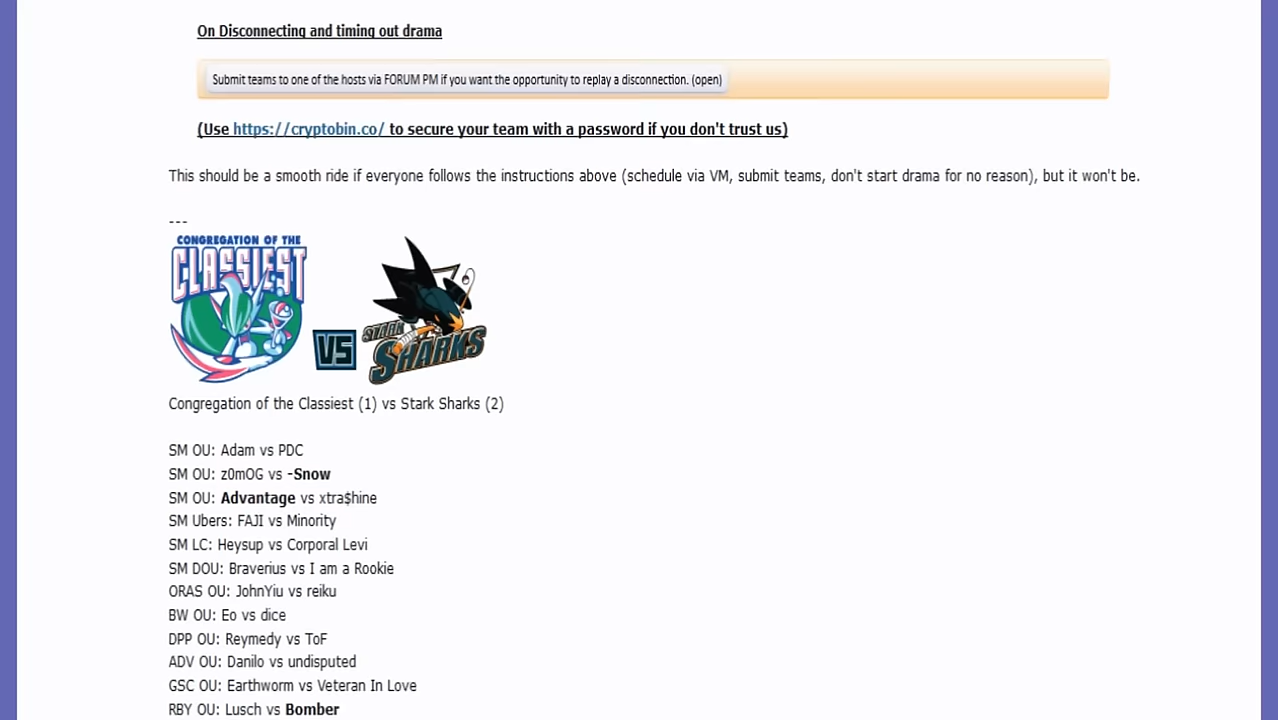 On Disconnecting and timing out drama
Submit teams to one of the hosts via FORUM PM if you want the opportunity to replay a disconnection. (open)
(Use https://cryptobin.co/ to secure your team with a password if you don't trust us)
This should be a smooth ride if everyone follows the instructions above (schedule via VM, submit teams, don't start drama for no reason), but it won't be.
---
CONGREGATION OF THE
CLASSIEST
VS
STARK
SHARKS
Congregation of the Classiest (1) vs Stark Sharks (2)
SM OU: Adam vs PDC
SM OU: z0mOG vs -Snow
SM OU: Advantage vs xtra$hine
SM Ubers: FAJI vs Minority
SM LC: Heysup vs Corporal Levi
SM DOU: Braverius vs I am a Rookie
ORAS OU: JohnYiu vs reiku
BW OU: Eo vs dice
DPP OU: Reymedy vs ToF
ADV OU: Danilo vs undisputed
GSC OU: Earthworm vs Veteran In Love
RBY OU: Lusch vs Bomber